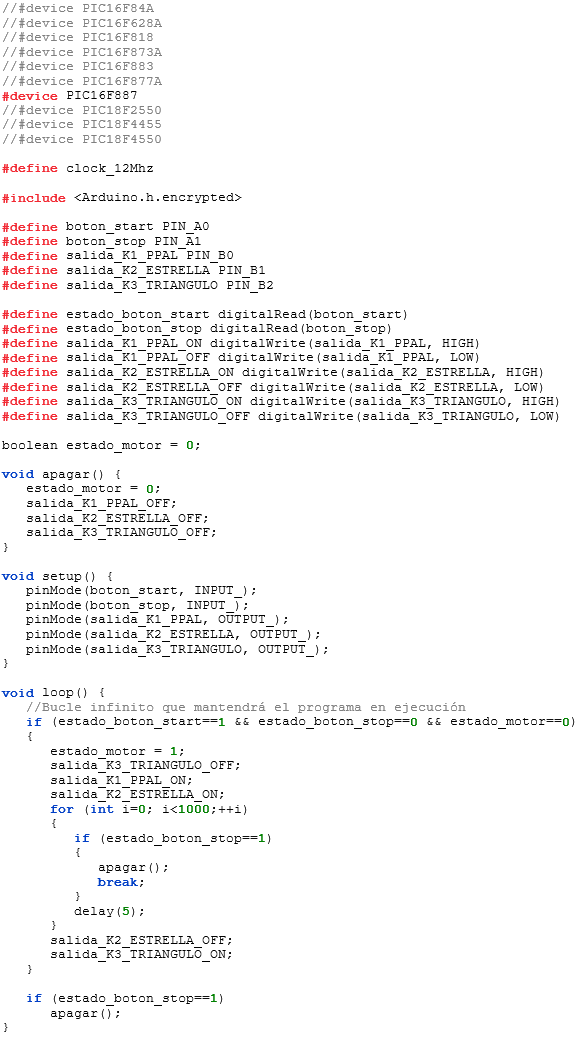 //#device PIC16F84A
//#device PIC16F628A
//#device PIC16F818
//#device PIC16F873A
//#device PIC16F883
//#device PIC16F877A
#device PIC16F887
//#device PIC18F2550
//#device PIC18F4455
//#device PIC18F4550

#define clock_12Mhz

#include <Arduino.h.encrypted>

#define boton_start PIN_A0
#define boton_stop PIN_A1
#define salida_K1_PPAL PIN_B0
#define salida_K2_ESTRELLA PIN_B1
#define salida_K3_TRIANGULO PIN_B2

#define estado_boton_start digitalRead(boton_start)
#define estado_boton_stop digitalRead(boton_stop)
#define salida_K1_PPAL_ON digitalWrite(salida_K1_PPAL, HIGH)
#define salida_K1_PPAL_OFF digitalWrite(salida_K1_PPAL, LOW)
#define salida_K2_ESTRELLA_ON digitalWrite(salida_K2_ESTRELLA, HIGH)
#define salida_K2_ESTRELLA_OFF digitalWrite(salida_K2_ESTRELLA, LOW)
#define salida_K3_TRIANGULO_ON digitalWrite(salida_K3_TRIANGULO, HIGH)
#define salida_K3_TRIANGULO_OFF digitalWrite(salida_K3_TRIANGULO, LOW)

boolean estado_motor = 0;

void apagar() {
   estado_motor = 0;
   salida_K1_PPAL_OFF;
   salida_K2_ESTRELLA_OFF;
   salida_K3_TRIANGULO_OFF;
}

void setup() {
   pinMode(boton_start, INPUT_);
   pinMode(boton_stop, INPUT_);
   pinMode(salida_K1_PPAL, OUTPUT_);
   pinMode(salida_K2_ESTRELLA, OUTPUT_);
   pinMode(salida_K3_TRIANGULO, OUTPUT_);
}

void loop() {
   //Bucle infinito que mantendrá el programa en ejecución
   if (estado_boton_start==1 && estado_boton_stop==0 && estado_motor==0)
   {
      estado_motor = 1;
      salida_K3_TRIANGULO_OFF;
      salida_K1_PPAL_ON;
      salida_K2_ESTRELLA_ON;
      for (int i=0; i<1000;++i)
      {
         if (estado_boton_stop==1)
         {
            apagar();
            break;
         }
         delay(5);
      }
      salida_K2_ESTRELLA_OFF;
      salida_K3_TRIANGULO_ON;
   }

   if (estado_boton_stop==1)
      apagar();
}